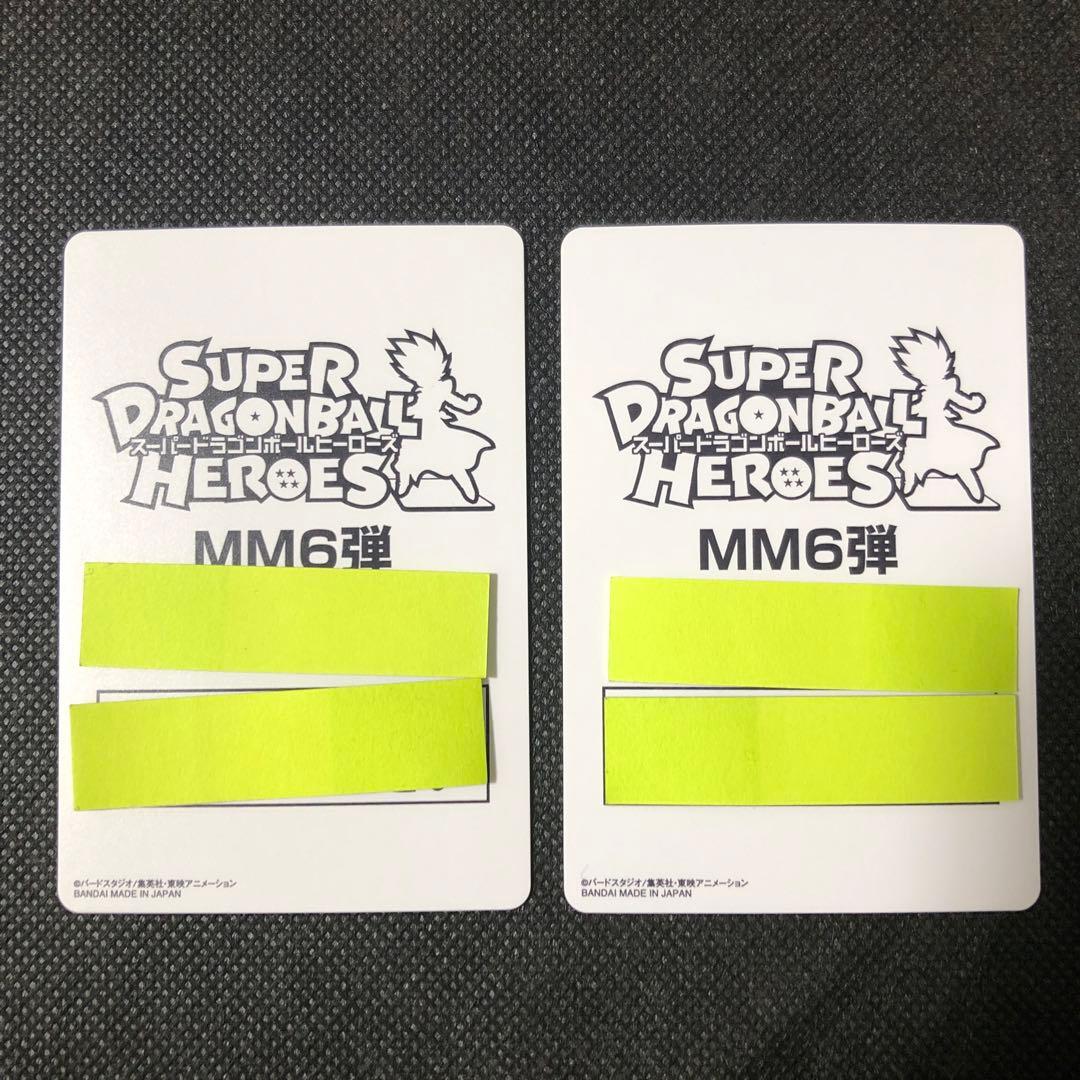 SUPER
DRAGONBALL
スーパードラゴンボールヒーローズ
HEROES
MM6弾
©バードスタジオ/集英社・東映アニメーション
BANDAI MADE IN JAPAN
SUPER
DRAGONBALL
スーパードラゴンボールヒーローズ
HEROES
MM6弾
©バードスタジオ/集英社・東映アニメーション
BANDAI MADE IN JAPAN